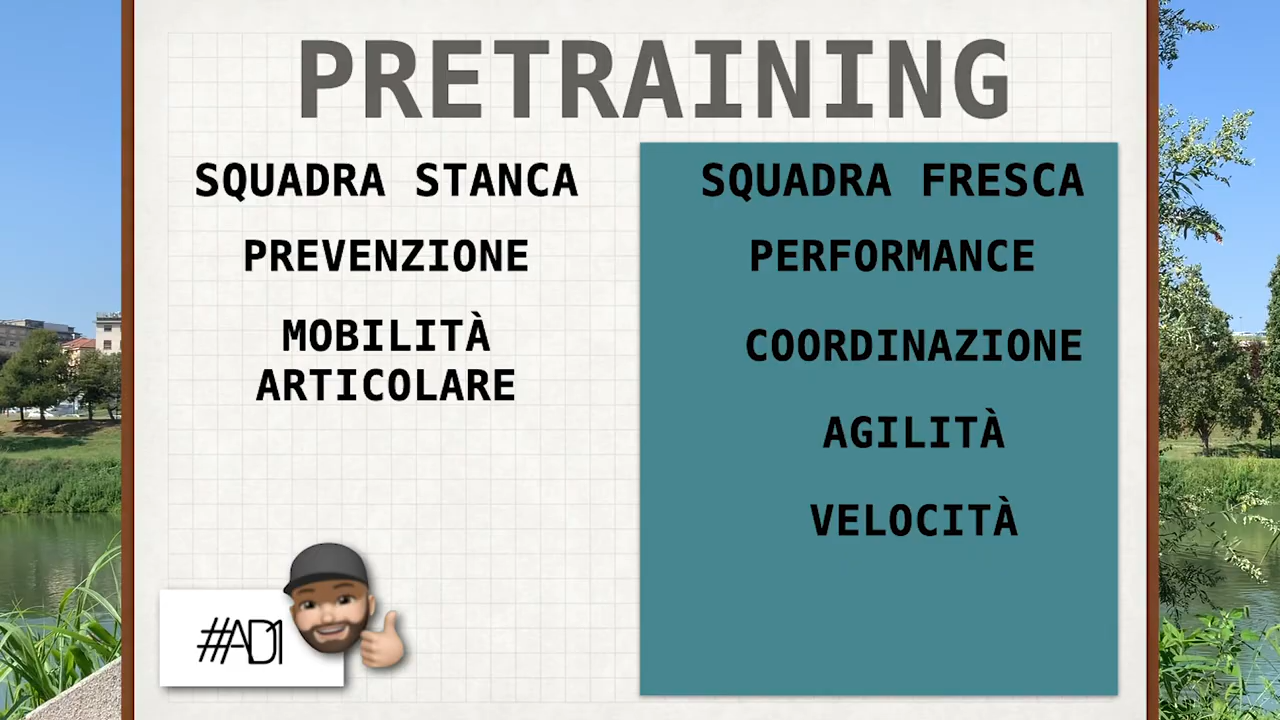 PRETRAINING
SQUADRA STANCA
PREVENZIONE
MOBILITÀ
ARTICOLARE
SQUADRA FRESCA
PERFORMANCE
COORDINAZIONE
AGILITÀ
VELOCITÀ
#AD1